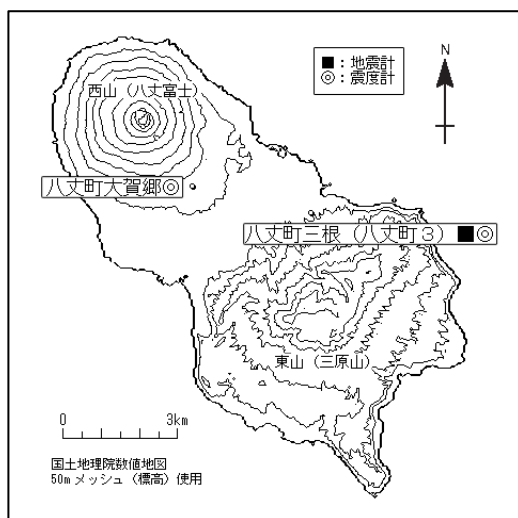 ■：地震計
◎：震度計
N
西山（八丈富士）
八丈町大賀郷◎
八丈町三根（八丈町３）■◎
東山（三原山）
0 3km
国土地理院数値地図
50mメッシュ（標高）使用